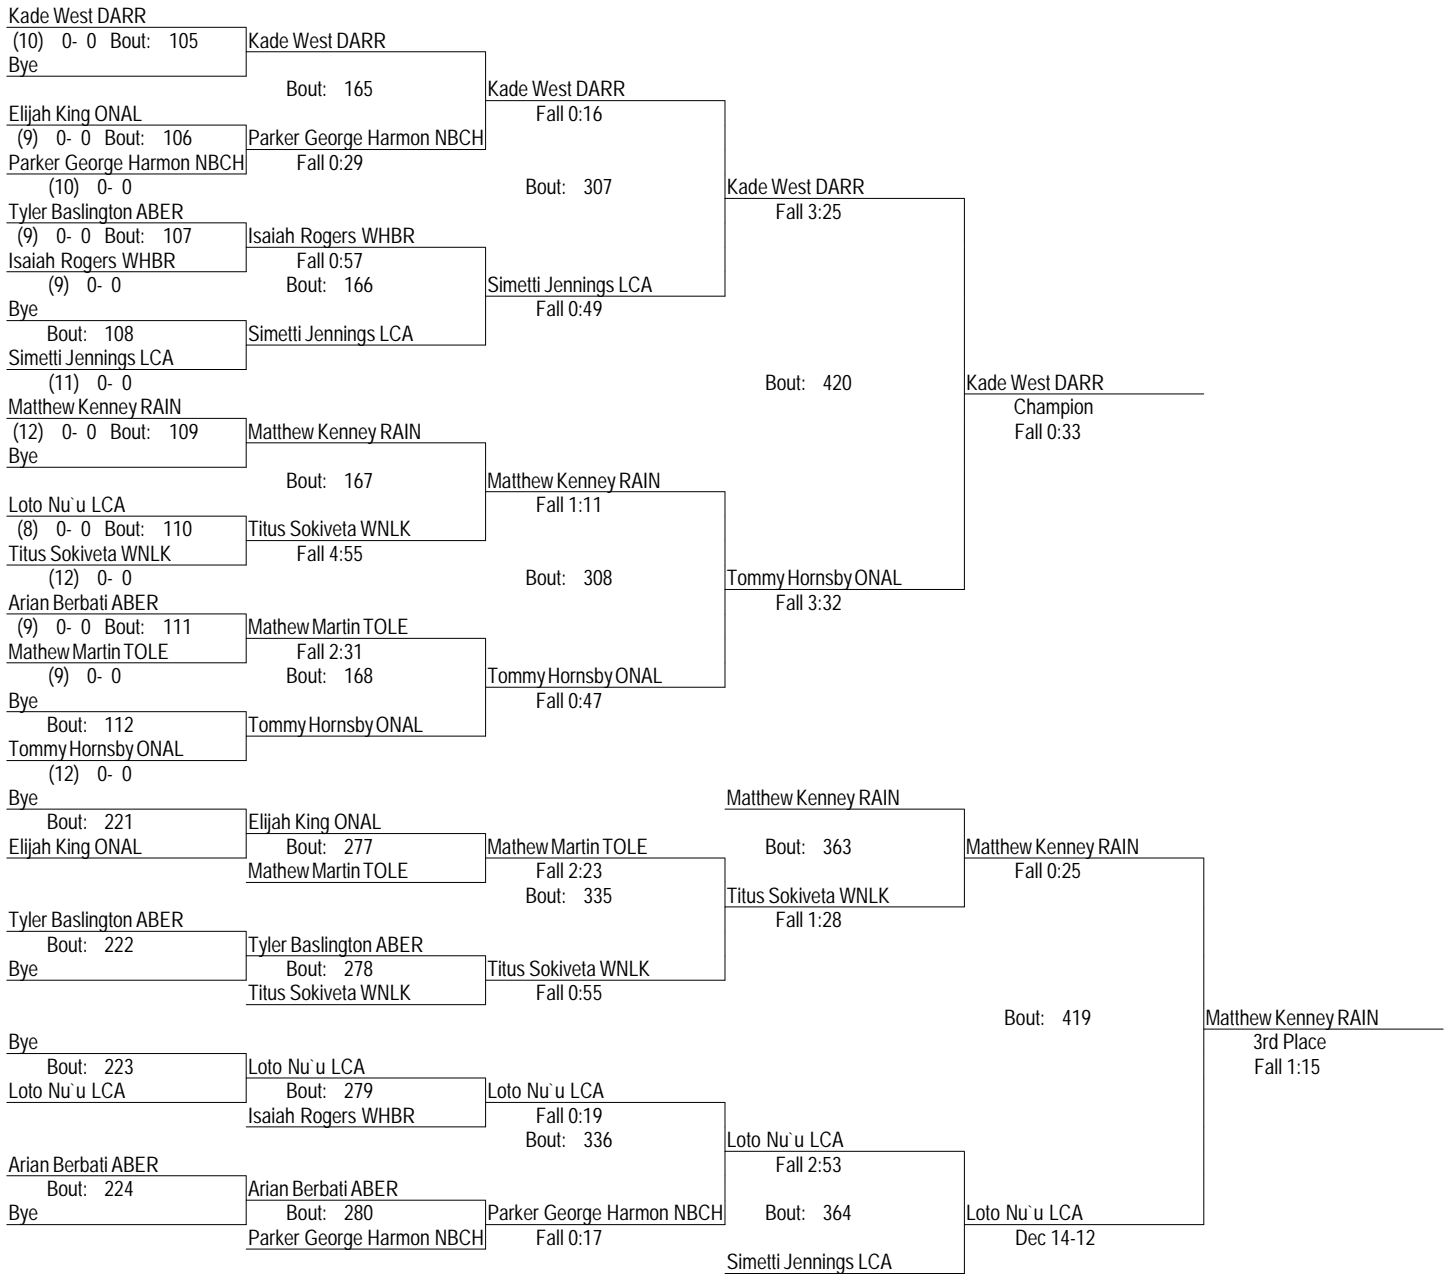 Kade West DARR
(10) 0- 0 Bout: 105 Kade West DARR
Bye
Bout: 165 Kade West DARR
Elijah King ONAL Fall 0:16
(9) 0- 0 Bout: 106 Parker George Harmon NBCH
Parker George Harmon NBCH Fall 0:29
(10) 0- 0 Bout: 307 Kade West DARR
Tyler Baslington ABER Fall 3:25
(9) 0- 0 Bout: 107 Isaiah Rogers WHBR
Isaiah Rogers WHBR Fall 0:57
(9) 0- 0 Bout: 166 Simetti Jennings LCA
Bye Fall 0:49
Bout: 108 Simetti Jennings LCA
Simetti Jennings LCA
(11) 0- 0 Bout: 420 Kade West DARR
Matthew Kenney RAIN Champion
(12) 0- 0 Bout: 109 Matthew Kenney RAIN Fall 0:33
Bye
Bout: 167 Matthew Kenney RAIN
Loto Nu`u LCA Fall 1:11
(8) 0- 0 Bout: 110 Titus Sokiveta WNLK
Titus Sokiveta WNLK Fall 4:55
(12) 0- 0 Bout: 308 Tommy Hornsby ONAL
Arian Berbati ABER Fall 3:32
(9) 0- 0 Bout: 111 Mathew Martin TOLE
Mathew Martin TOLE Fall 2:31
(9) 0- 0 Bout: 168 Tommy Hornsby ONAL
Bye Fall 0:47
Bout: 112 Tommy Hornsby ONAL
Tommy Hornsby ONAL
(12) 0- 0
Bye Matthew Kenney RAIN
Bout: 221 Elijah King ONAL
Elijah King ONAL Bout: 277 Mathew Martin TOLE Bout: 363 Matthew Kenney RAIN
Mathew Martin TOLE Fall 2:23 Fall 0:25
Bout: 335 Titus Sokiveta WNLK
Tyler Baslington ABER Fall 1:28
Bout: 222 Tyler Baslington ABER
Bye Bout: 278 Titus Sokiveta WNLK
Titus Sokiveta WNLK Fall 0:55
Bout: 419 Matthew Kenney RAIN
Bye 3rd Place
Bout: 223 Loto Nu`u LCA Fall 1:15
Loto Nu`u LCA Bout: 279 Loto Nu`u LCA
Isaiah Rogers WHBR Fall 0:19
Bout: 336 Loto Nu`u LCA
Arian Berbati ABER Fall 2:53
Bout: 224 Arian Berbati ABER
Bye Bout: 280 Parker George Harmon NBCH Bout: 364 Loto Nu`u LCA
Parker George Harmon NBCH Fall 0:17 Dec 14-12
Simetti Jennings LCA